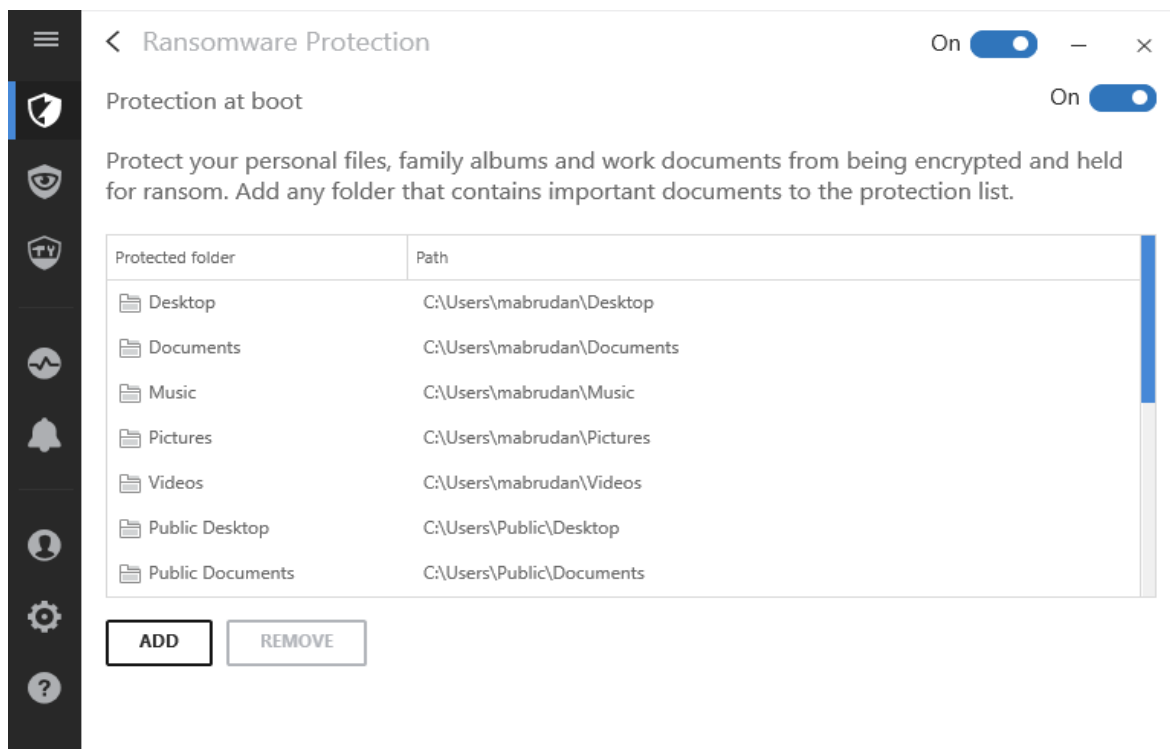 Ransomware Protection On
Protection at boot On
Protect your personal files, family albums and work documents from being encrypted and held
for ransom. Add any folder that contains important documents to the protection list.
Protected folder Path
Desktop C:\Users\mabrudan\Desktop
Documents C:\Users\mabrudan\Documents
Music C:\Users\mabrudan\Music
Pictures C:\Users\mabrudan\Pictures
Videos C:\Users\mabrudan\Videos
Public Desktop C:\Users\Public\Desktop
Public Documents C:\Users\Public\Documents
ADD REMOVE